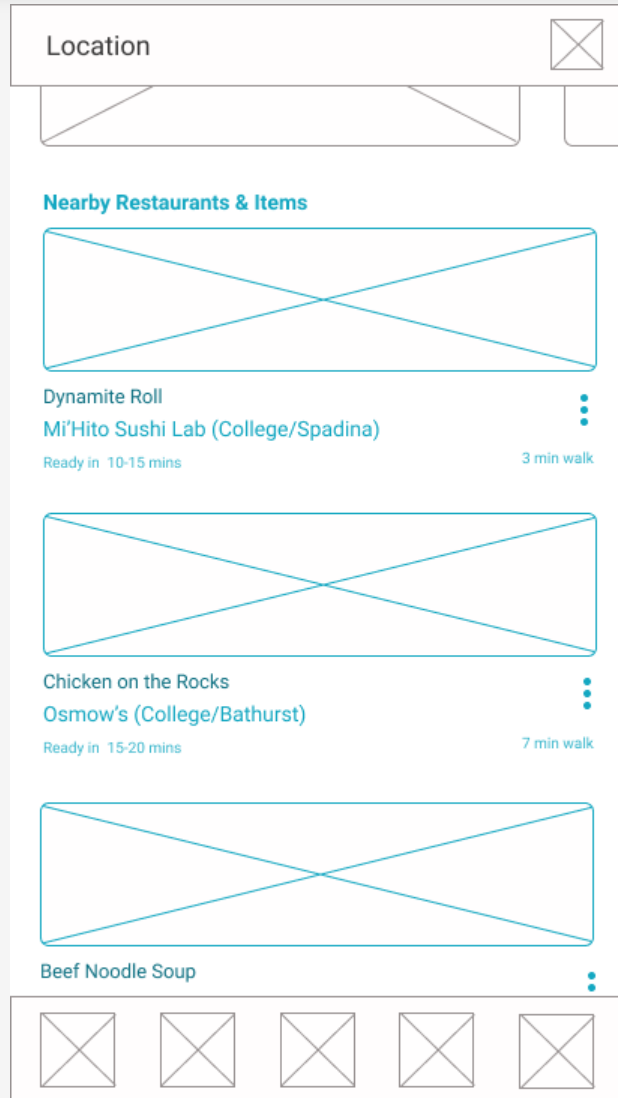 Location
Nearby Restaurants & Items
Dynamite Roll
Mi'Hito Sushi Lab (College/Spadina)
Ready in 10-15 mins
3 min walk
Chicken on the Rocks
Osmow's (College/Bathurst)
Ready in 15-20 mins
7 min walk
Beef Noodle Soup